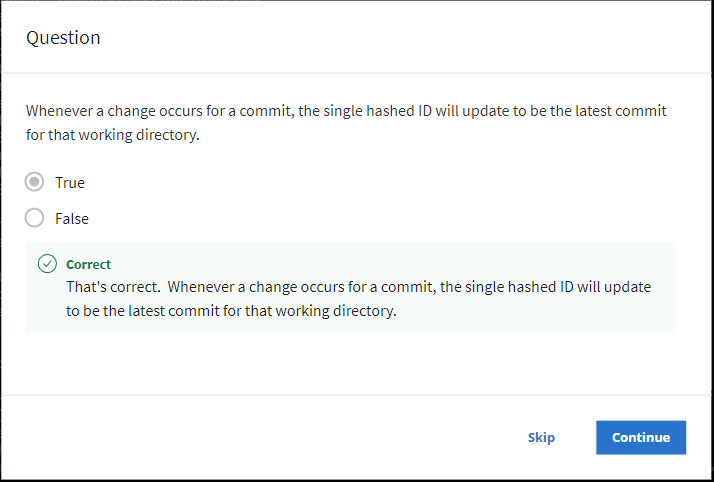 Question
Whenever a change occurs for a commit, the single hashed ID will update to be the latest commit
for that working directory.
True
False
Correct
That's correct.  Whenever a change occurs for a commit, the single hashed ID will update
to be the latest commit for that working directory.
Skip
Continue